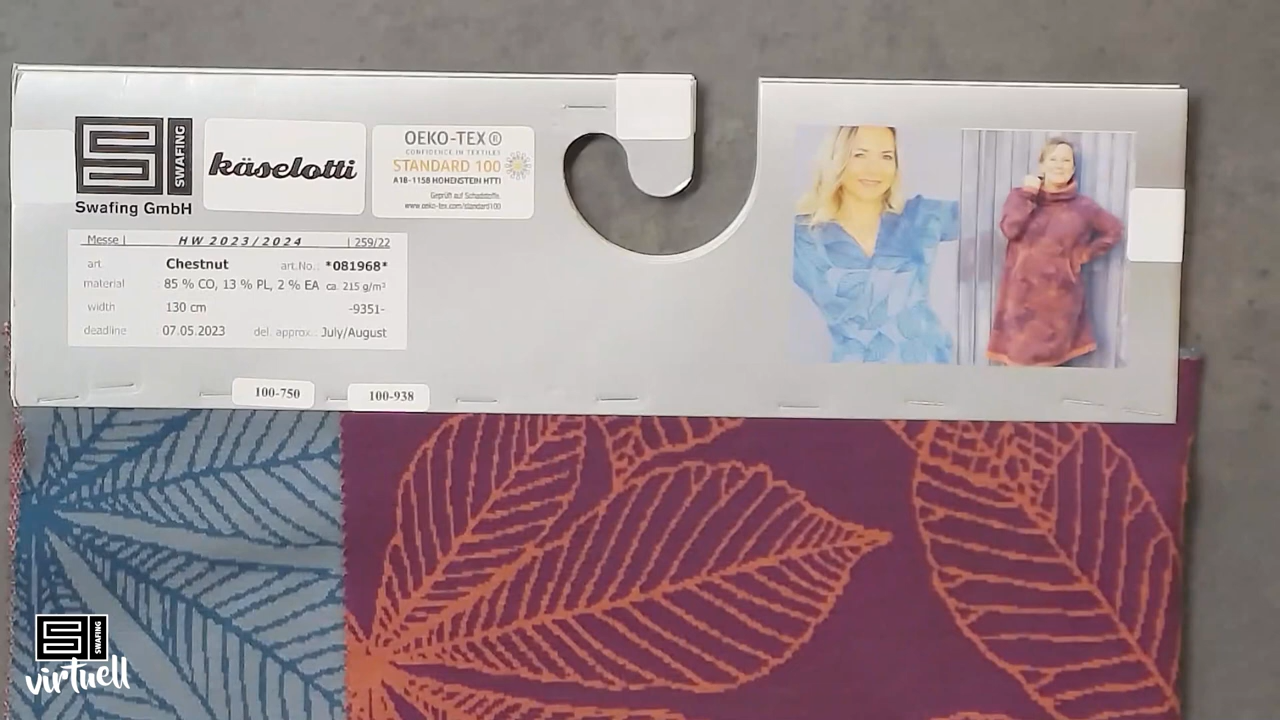 SWAFING
Swafing GmbH
käselotti
OEKO-TEX®
CONFIDENCE IN TEXTILES
STANDARD 100
A18-1158 HOHENSTEIN HTTI
Geprüft auf Schadstoffe.
www.oeko-tex.com/standard100
Messe | HW 2023/2024 | 259/22
art. Chestnut art.No.: *081968*
material 85 % CO, 13 % PL, 2 % EA ca. 215 g/m²
width 130 cm -9351-
deadline 07.05.2023 del. approx.: July/August
100-750 100-938
SWAFING
virtuell